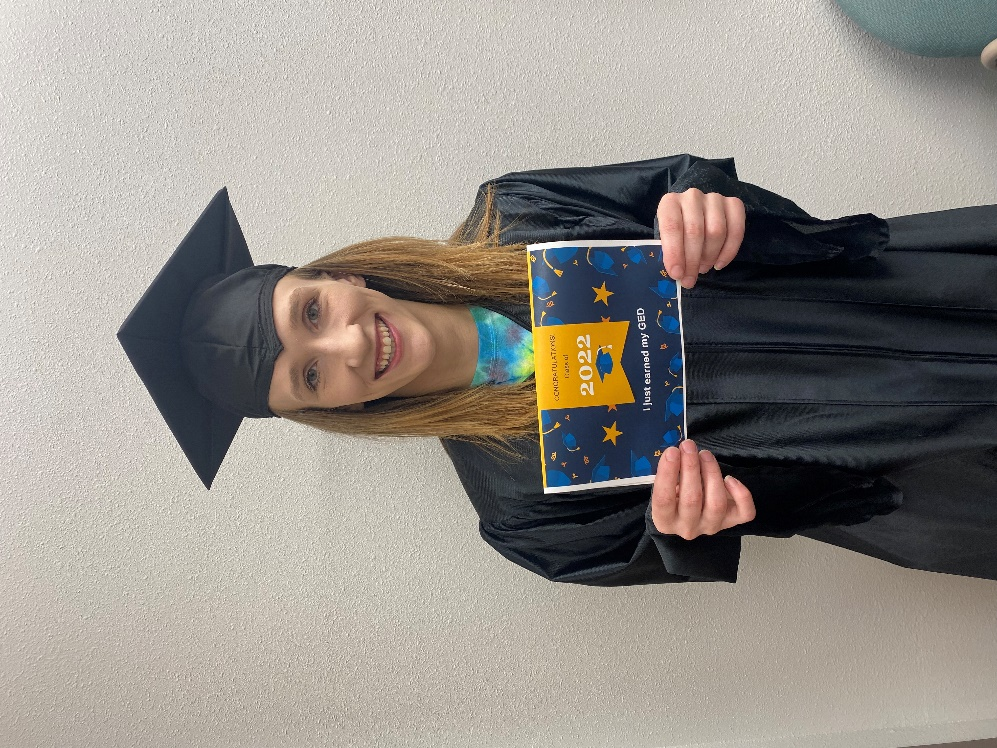 CONGRATULATIONS!
Class of
2022
I just earned my GED